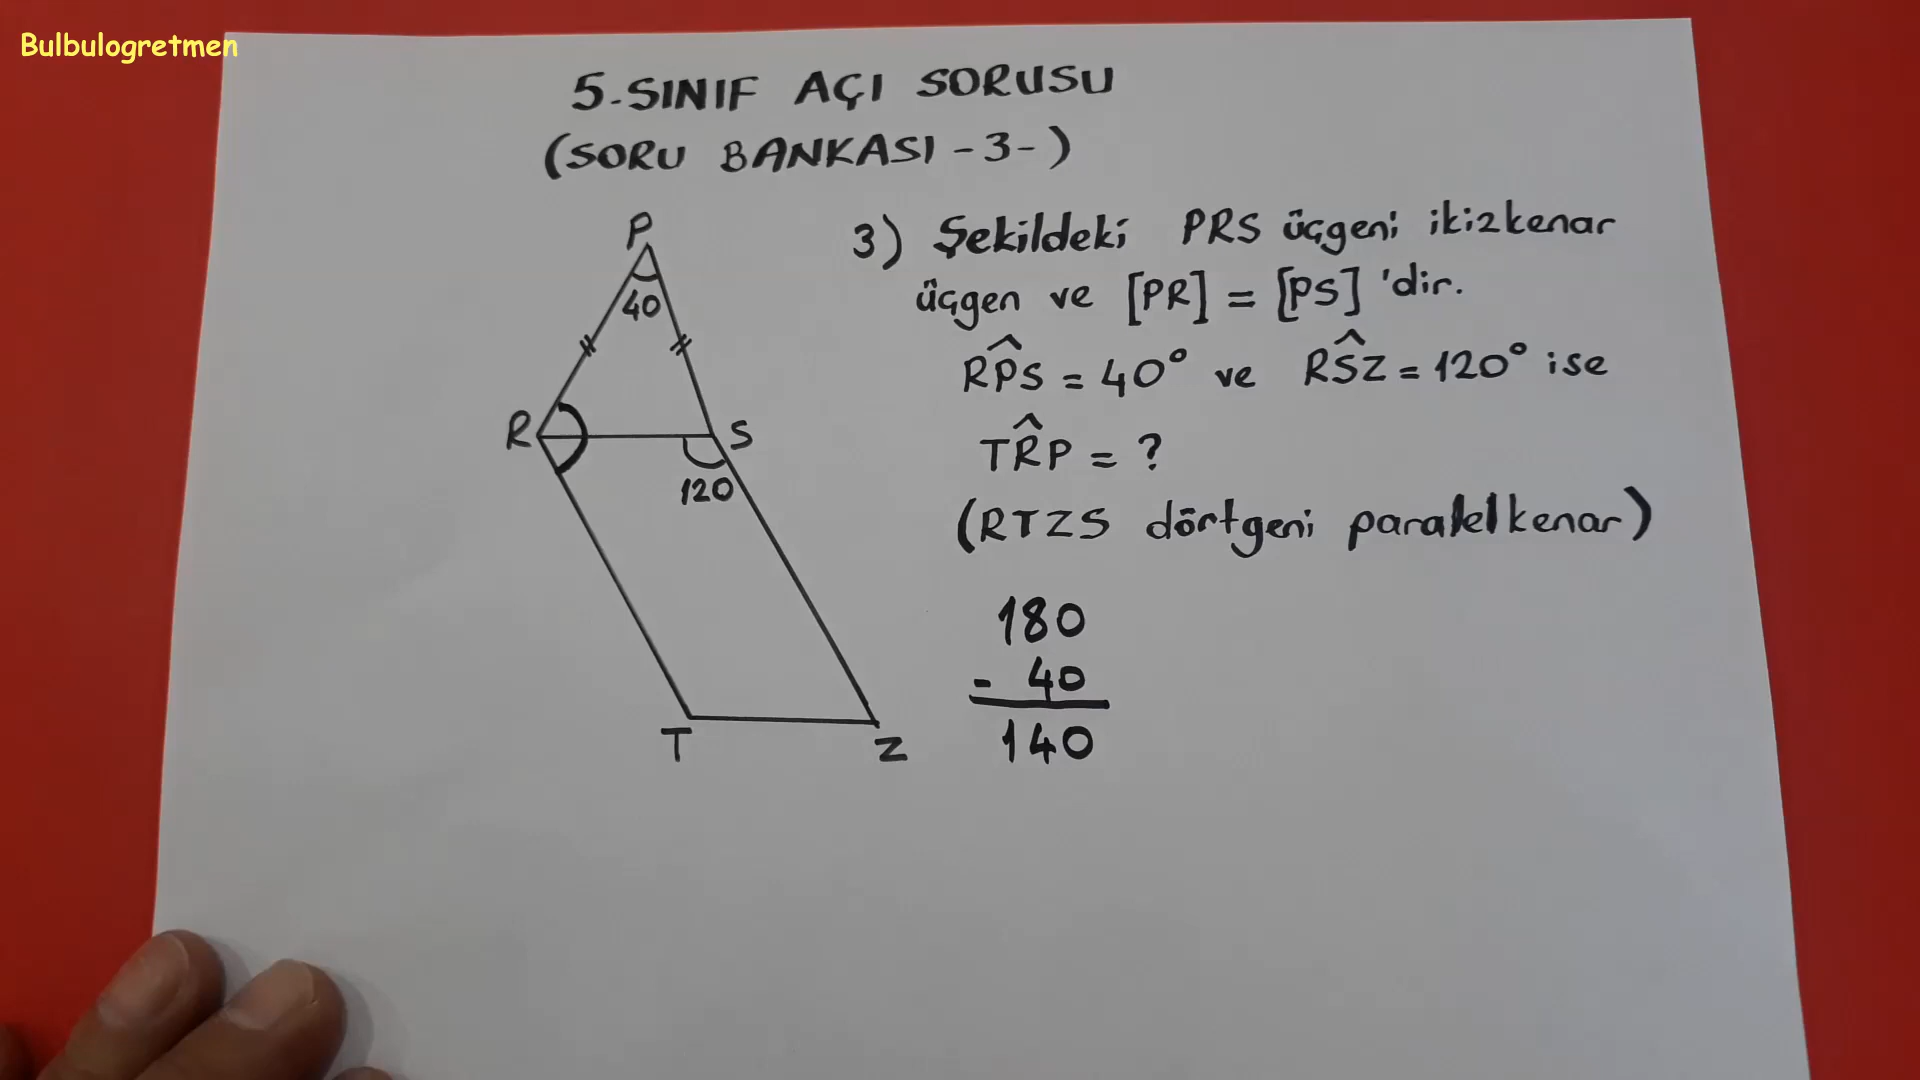 Bulbulogretmen
5-SINIF AÇI SORUSU
(SORU BANKASI -3-)
3) Şekildeki PRS üçgeni ikizkenar
üçgen ve [PR] = [PS] 'dir.
RP̂S = 40° ve RŜZ = 120° ise
TR̂P = ?
(RTZS dörtgeni paralelkenar)
P
40
R
S
120
T
Z
180
- 40
140